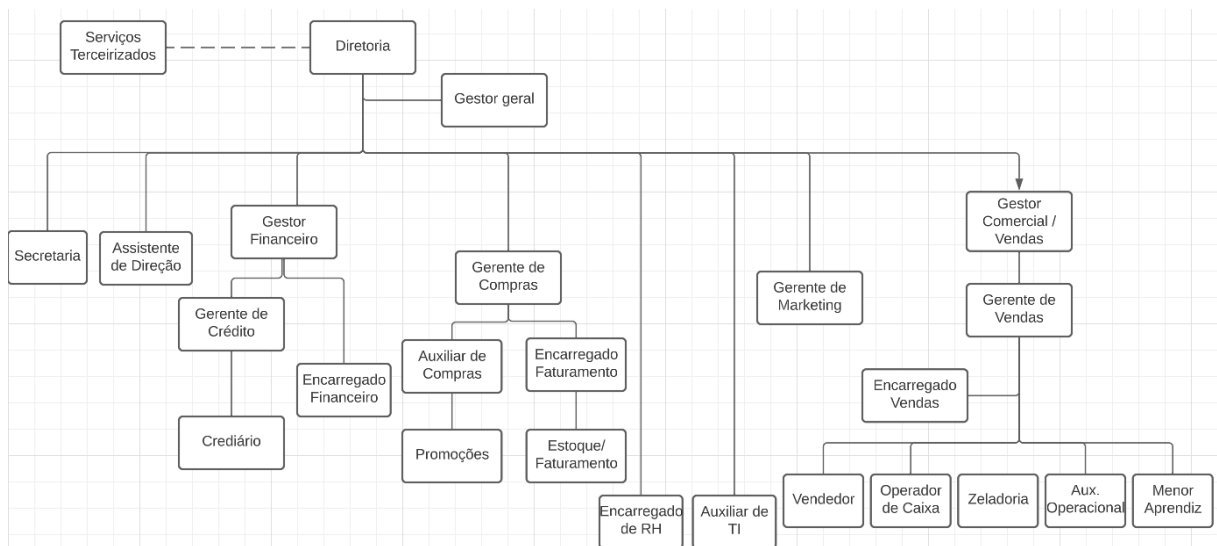 Serviços
Terceirizados
Diretoria
Gestor geral
Secretaria
Assistente
de Direção
Gestor
Financeiro
Gerente de
Crédito
Crediário
Encarregado
Financeiro
Gerente de
Compras
Auxiliar de
Compras
Promoções
Encarregado
Faturamento
Estoque/
Faturamento
Encarregado
de RH
Auxiliar de
TI
Gerente de
Marketing
Gestor
Comercial /
Vendas
Gerente de
Vendas
Encarregado
Vendas
Vendedor
Operador
de Caixa
Zeladoria
Aux.
Operacional
Menor
Aprendiz